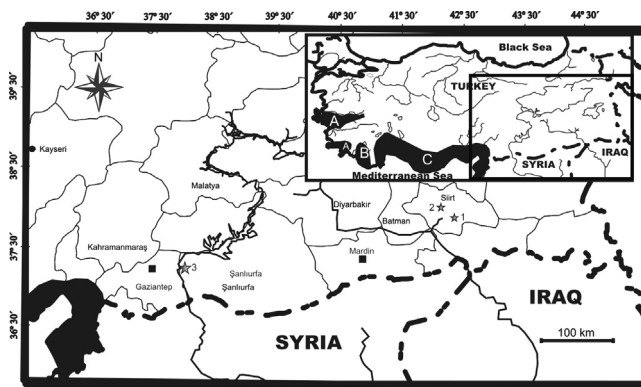 36˚30′ 37˚30′ 38˚30′ 39˚30′ 40˚30′ 41˚30′ 42˚30′ 43˚30′ 44˚30′
Black Sea
N
39˚30′
TURKEY
A
Kayseri
A B C
IRAQ
SYRIA
38˚30′
Mediterranean Sea
Malatya
Diyarbakır
Siirt
2
1
Batman
Kahramanmaraş
37˚30′
Mardin
3
Şanlıurfa
Gaziantep
Şanlıurfa
IRAQ
36˚30′
SYRIA
100 km